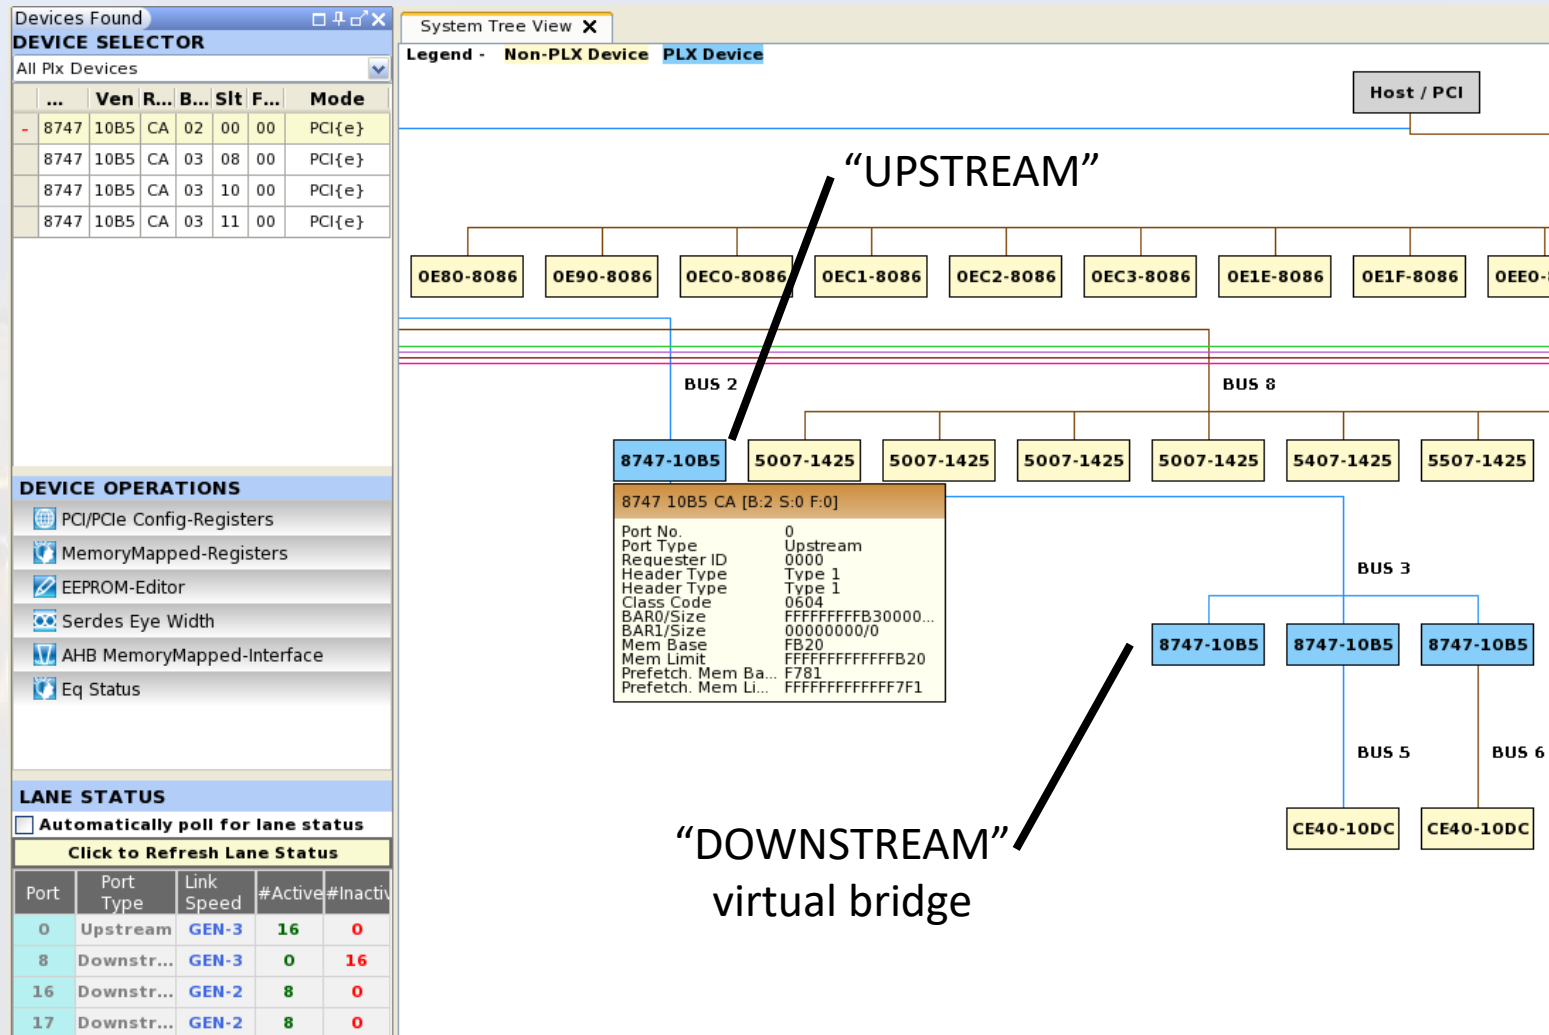 Devices Found
DEVICE SELECTOR
All Plx Devices
... Ven R... B... Slt F... Mode
- 8747 10B5 CA 02 00 00 PCI{e}
8747 10B5 CA 03 08 00 PCI{e}
8747 10B5 CA 03 10 00 PCI{e}
8747 10B5 CA 03 11 00 PCI{e}
DEVICE OPERATIONS
PCI/PCIe Config-Registers
MemoryMapped-Registers
EEPROM-Editor
Serdes Eye Width
AHB MemoryMapped-Interface
Eq Status
LANE STATUS
Automatically poll for lane status
Click to Refresh Lane Status
Port Port Type Link Speed #Active #Inactiv
0 Upstream GEN-3 16 0
8 Downstr... GEN-3 0 16
16 Downstr... GEN-2 8 0
17 Downstr... GEN-2 8 0
System Tree View X
Legend - Non-PLX Device PLX Device
Host / PCI
“UPSTREAM”
0E80-8086 0E90-8086 0EC0-8086 0EC1-8086 0EC2-8086 0EC3-8086 0E1E-8086 0E1F-8086 0EE0-8
BUS 2 BUS 8
8747-10B5 5007-1425 5007-1425 5007-1425 5007-1425 5407-1425 5507-1425
8747 10B5 CA [B:2 S:0 F:0]
Port No. 0
Port Type Upstream
Requester ID 0000
Header Type Type 1
Header Type Type 1
Class Code 0604
BAR0/Size FFFFFFFFFB30000...
BAR1/Size 00000000/0
Mem Base FB20
Mem Limit FFFFFFFFFFFFFB20
Prefetch. Mem Ba... F781
Prefetch. Mem Li... FFFFFFFFFFFFF7F1
BUS 3
8747-10B5 8747-10B5 8747-10B5
BUS 5 BUS 6
CE40-10DC CE40-10DC
“DOWNSTREAM”
virtual bridge